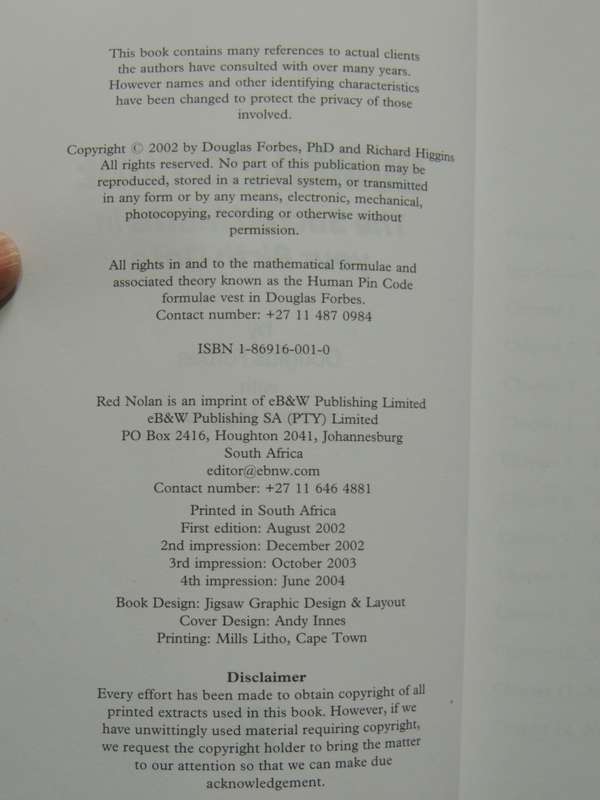 This book contains many references to actual clients
the authors have consulted with over many years.
However names and other identifying characteristics
have been changed to protect the privacy of those
involved.
Copyright © 2002 by Douglas Forbes, PhD and Richard Higgins
All rights reserved. No part of this publication may be
reproduced, stored in a retrieval system, or transmitted
in any form or by any means, electronic, mechanical,
photocopying, recording or otherwise without
permission.
All rights in and to the mathematical formulae and
associated theory known as the Human Pin Code
formulae vest in Douglas Forbes.
Contact number: +27 11 487 0984
ISBN 1-86916-001-0
Red Nolan is an imprint of eB&W Publishing Limited
eB&W Publishing SA (PTY) Limited
PO Box 2416, Houghton 2041, Johannesburg
South Africa
editor@ebnw.com
Contact number: +27 11 646 4881
Printed in South Africa
First edition: August 2002
2nd impression: December 2002
3rd impression: October 2003
4th impression: June 2004
Book Design: Jigsaw Graphic Design & Layout
Cover Design: Andy Innes
Printing: Mills Litho, Cape Town
Disclaimer
Every effort has been made to obtain copyright of all
printed extracts used in this book. However, if we
have unwittingly used material requiring copyright,
we request the copyright holder to bring the matter
to our attention so that we can make due
acknowledgement.